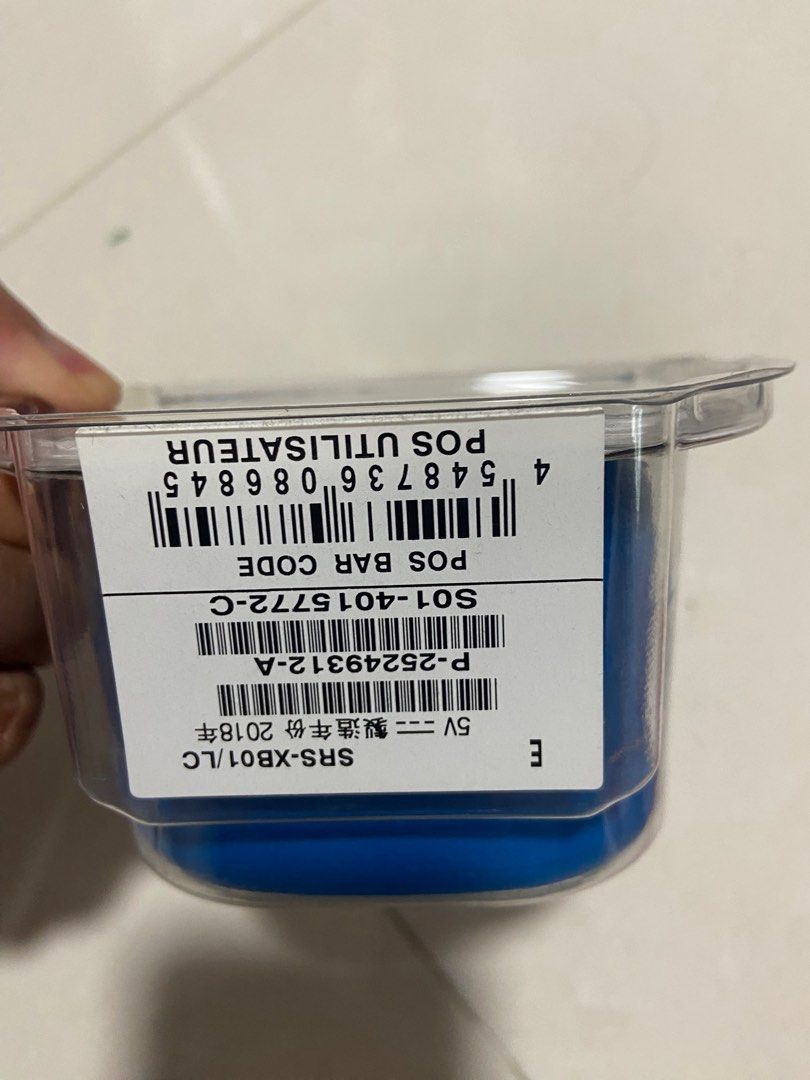 E SRS-XB01/LC
5V ⎓ 製造年份 2018年
P-25249312-A
S01-4015772-C
POS BAR CODE
4 548736 086845
POS UTILISATEUR